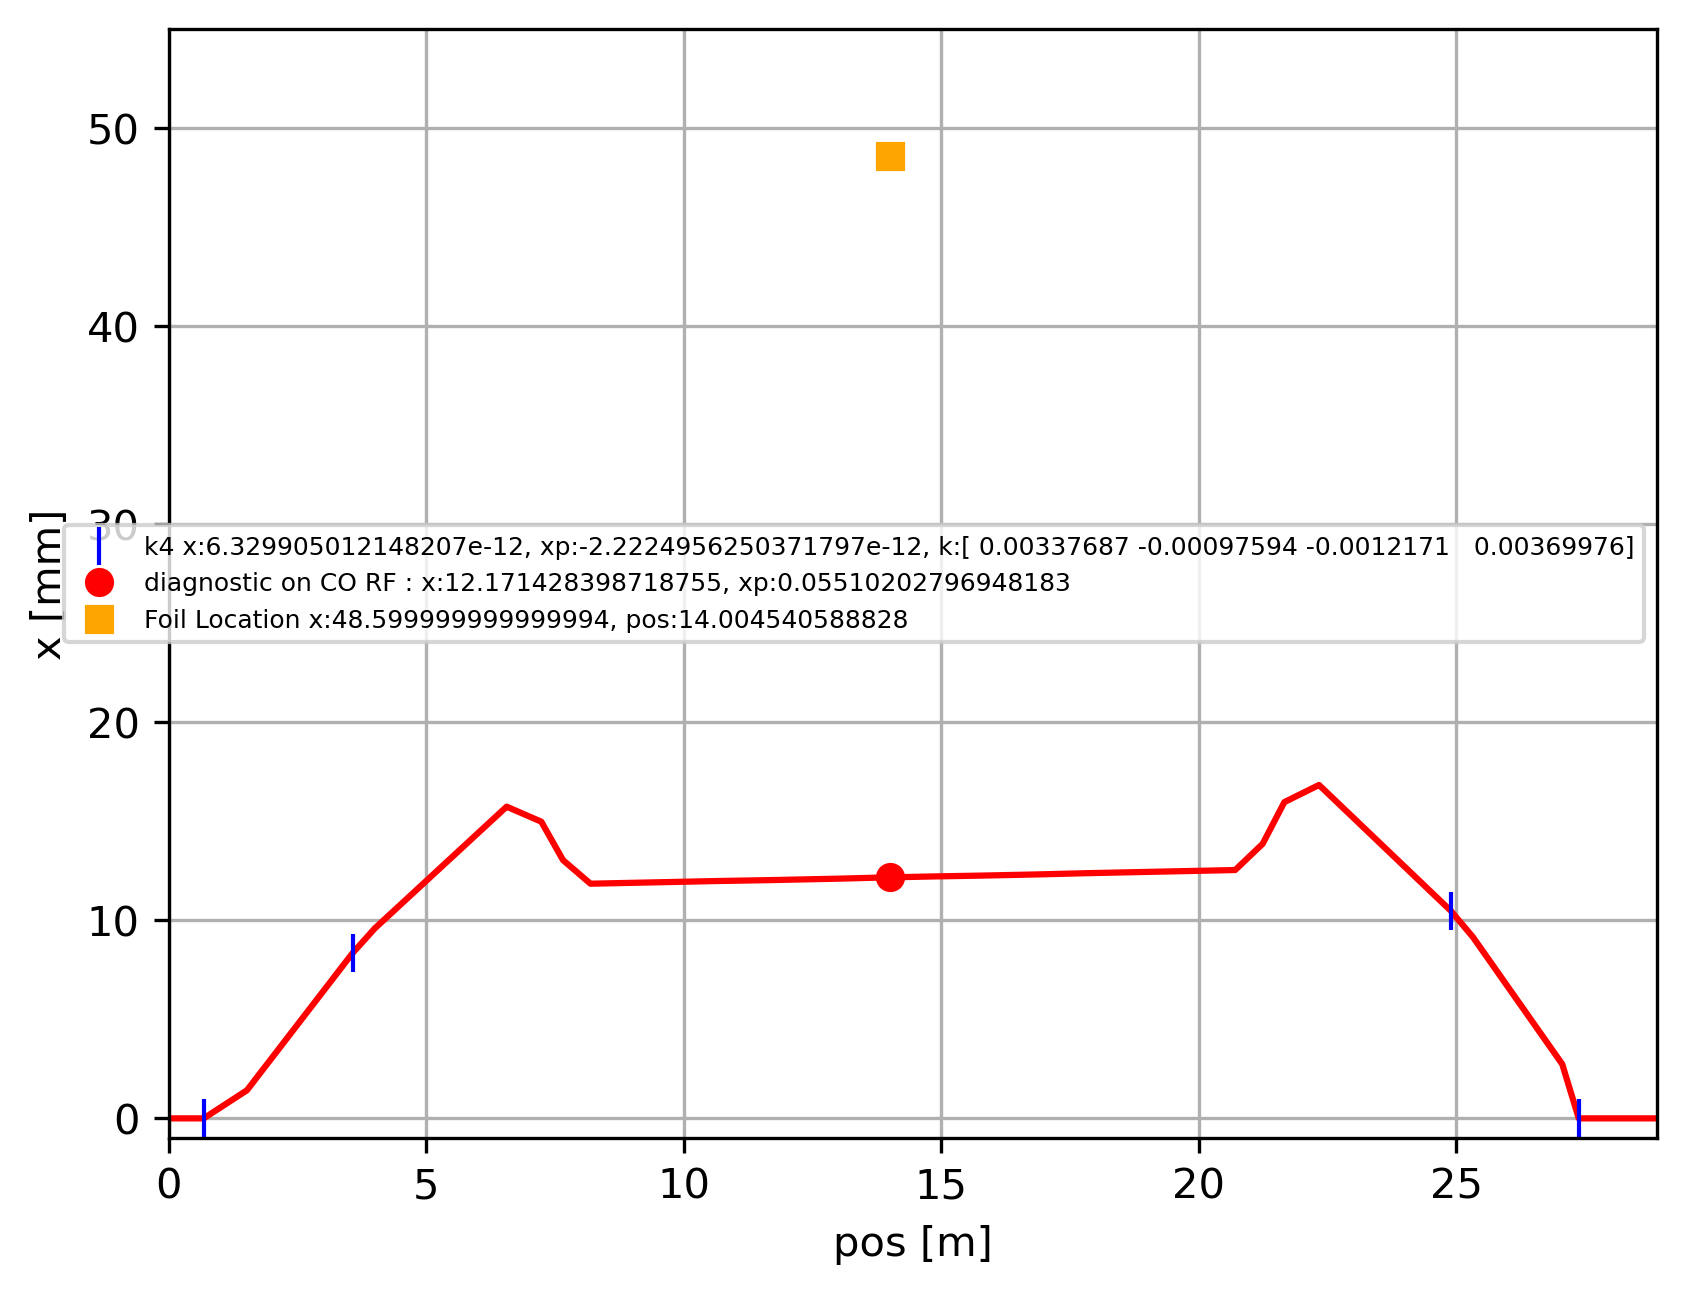 50
40
30
20
10
0
x [mm]
k4 x:6.329905012148207e-12, xp:-2.2224956250371797e-12, k:[ 0.00337687 -0.00097594 -0.0012171   0.00369976]
diagnostic on CO RF : x:12.171428398718755, xp:0.05510202796948183
Foil Location x:48.599999999999994, pos:14.004540588828
0 5 10 15 20 25
pos [m]